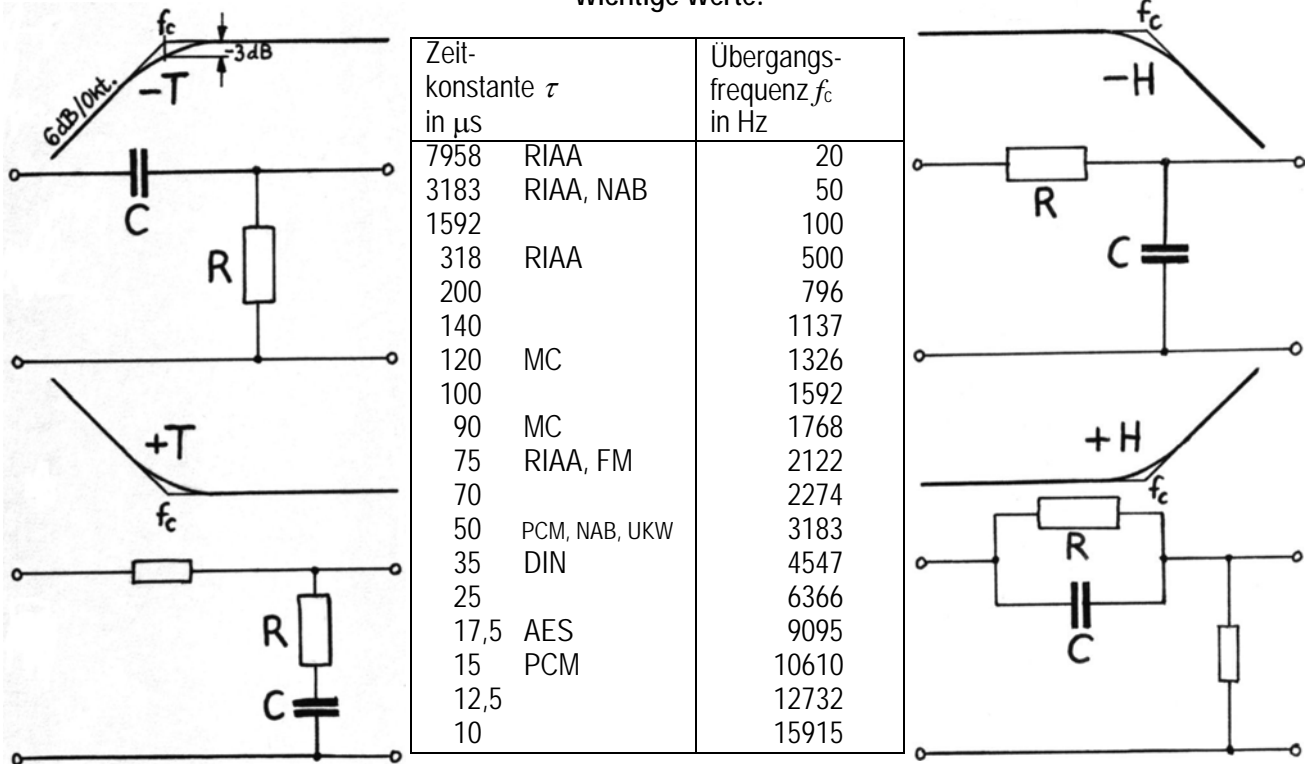 Wichtige Werte:
fc
-3dB
6dB/Okt.
-T
C
R
+T
fc
R
C
Zeit-
konstante τ
in μs
Übergangs-
frequenz fc
in Hz
7958 RIAA 20
3183 RIAA, NAB 50
1592 100
318 RIAA 500
200 796
140 1137
120 MC 1326
100 1592
90 MC 1768
75 RIAA, FM 2122
70 2274
50 PCM, NAB, UKW 3183
35 DIN 4547
25 6366
17,5 AES 9095
15 PCM 10610
12,5 12732
10 15915
fc
-H
R
C
+H
fc
R
C